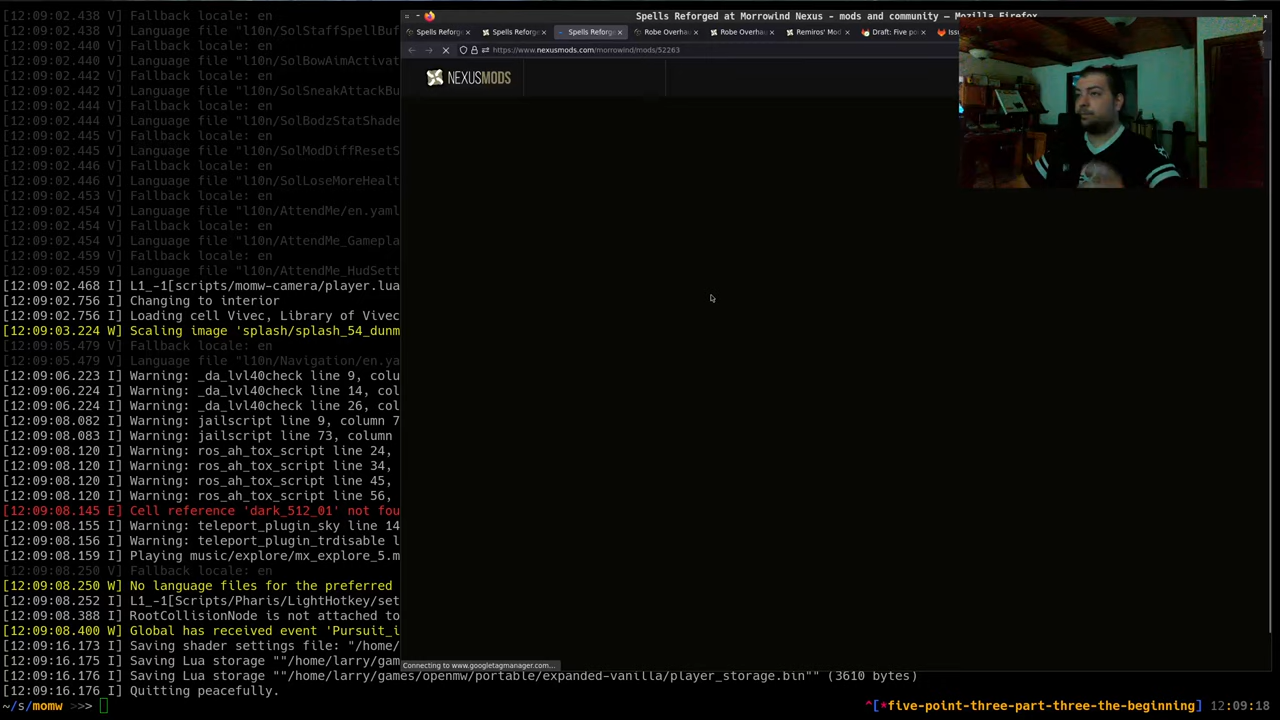 [12:09:02.438 V] Fallback locale: en
[12:09:02.438 V] Language file "l10n/SolStaffSpellBuf
[12:09:02.440 V] Fallback locale: en
[12:09:02.440 V] Language file "l10n/SolBowAimActivat
[12:09:02.442 V] Fallback locale: en
[12:09:02.442 V] Language file "l10n/SolSneakAttackBu
[12:09:02.444 V] Fallback locale: en
[12:09:02.444 V] Language file "l10n/SolBodzStatShade
[12:09:02.445 V] Fallback locale: en
[12:09:02.445 V] Language file "l10n/SolModDiffResetS
[12:09:02.446 V] Fallback locale: en
[12:09:02.446 V] Language file "l10n/SolLoseMoreHealt
[12:09:02.453 V] Fallback locale: en
[12:09:02.454 V] Language file "l10n/AttendMe/en.yaml
[12:09:02.454 V] Fallback locale: en
[12:09:02.454 V] Language file "l10n/AttendMe_Gamepla
[12:09:02.459 V] Fallback locale: en
[12:09:02.459 V] Language file "l10n/AttendMe_HudSett
[12:09:02.468 I] L1_-1[scripts/momw-camera/player.lua
[12:09:02.756 I] Changing to interior
[12:09:02.756 I] Loading cell Vivec, Library of Vivec
[12:09:03.224 W] Scaling image 'splash/splash_54_dunm
[12:09:05.479 V] Fallback locale: en
[12:09:05.479 V] Language file "l10n/Navigation/en.ya
[12:09:06.223 I] Warning: _da_lvl40check line 9, colu
[12:09:06.224 I] Warning: _da_lvl40check line 14, col
[12:09:06.224 I] Warning: _da_lvl40check line 26, col
[12:09:08.082 I] Warning: jailscript line 9, column 7
[12:09:08.083 I] Warning: jailscript line 73, column
[12:09:08.120 I] Warning: ros_ah_tox_script line 24,
[12:09:08.120 I] Warning: ros_ah_tox_script line 34,
[12:09:08.120 I] Warning: ros_ah_tox_script line 45,
[12:09:08.120 I] Warning: ros_ah_tox_script line 56,
[12:09:08.145 E] Cell reference 'dark_512_01' not fou
[12:09:08.155 I] Warning: teleport_plugin_sky line 14
[12:09:08.156 I] Warning: teleport_plugin_trdisable l
[12:09:08.159 I] Playing music/explore/mx_explore_5.m
[12:09:08.250 V] Fallback locale: en
[12:09:08.250 W] No language files for the preferred
[12:09:08.252 I] L1_-1[Scripts/Pharis/LightHotkey/set
[12:09:08.388 I] RootCollisionNode is not attached to
[12:09:08.400 W] Global has received event 'Pursuit_i
[12:09:16.173 I] Saving shader settings file: "/home/
[12:09:16.175 I] Saving Lua storage ""/home/larry/gam
[12:09:16.176 I] Saving Lua storage ""/home/larry/games/openmw/portable/expanded-vanilla/player_storage.bin"" (3610 bytes)
[12:09:16.176 I] Quitting peacefully.
~/s/momw >>>
^[*five-point-three-part-three-the-beginning] 12:09:18
Spells Reforged at Morrowind Nexus - mods and community — Mozilla Firefox
Spells Reforg Spells Reforg Spells Reforg Robe Overha Robe Overha Remiros' Mod Draft: Five po Iss
https://www.nexusmods.com/morrowind/mods/52263
NEXUSMODS
Connecting to www.googletagmanager.com...